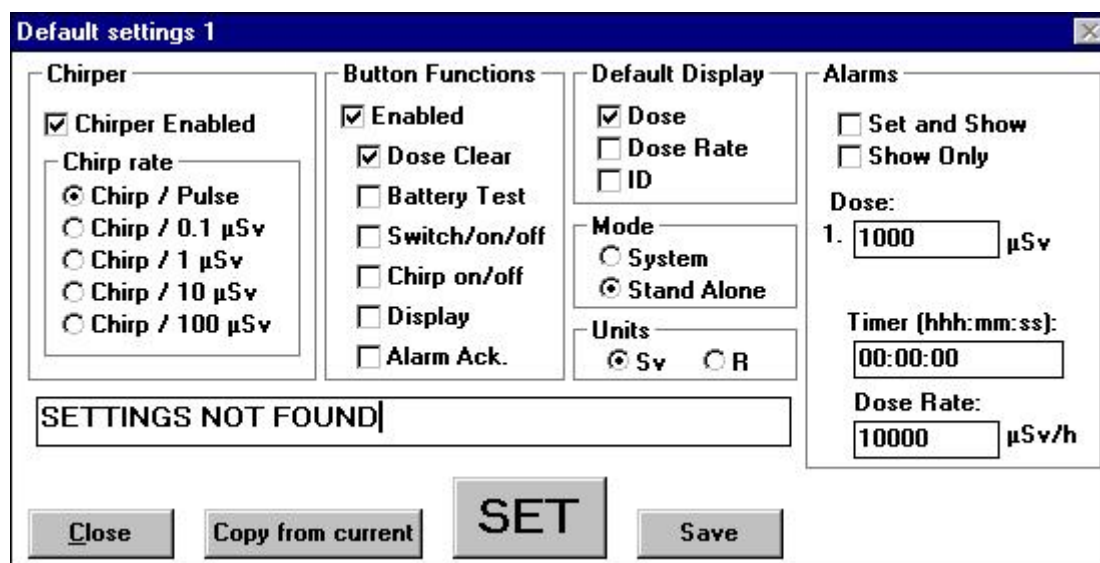 Default settings 1
Chirper
Chirper Enabled
Chirp rate
Chirp / Pulse
Chirp / 0.1 µSv
Chirp / 1 µSv
Chirp / 10 µSv
Chirp / 100 µSv
Button Functions
Enabled
Dose Clear
Battery Test
Switch/on/off
Chirp on/off
Display
Alarm Ack.
Default Display
Dose
Dose Rate
ID
Mode
System
Stand Alone
Units
Sv R
Alarms
Set and Show
Show Only
Dose:
1. 1000 µSv
Timer (hhh:mm:ss):
00:00:00
Dose Rate:
10000 µSv/h
SETTINGS NOT FOUND
Close Copy from current SET Save